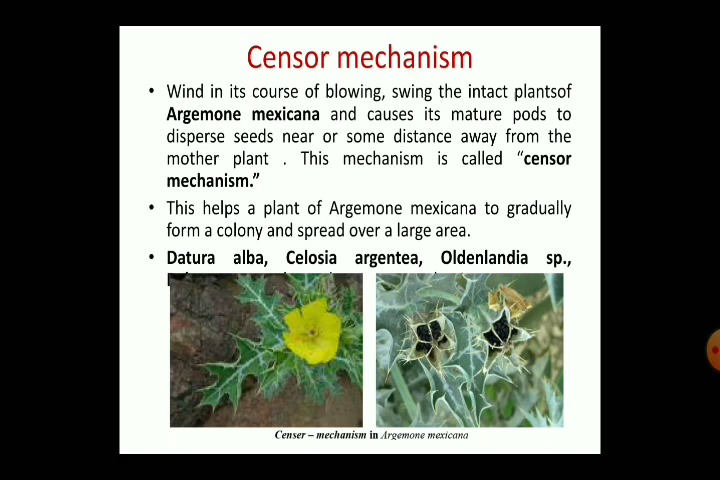 Censor mechanism
• Wind in its course of blowing, swing the intact plantsof
Argemone mexicana and causes its mature pods to
disperse seeds near or some distance away from the
mother plant . This mechanism is called “censor
mechanism.”
• This helps a plant of Argemone mexicana to gradually
form a colony and spread over a large area.
• Datura alba, Celosia argentea, Oldenlandia sp.,
Censer – mechanism in Argemone mexicana